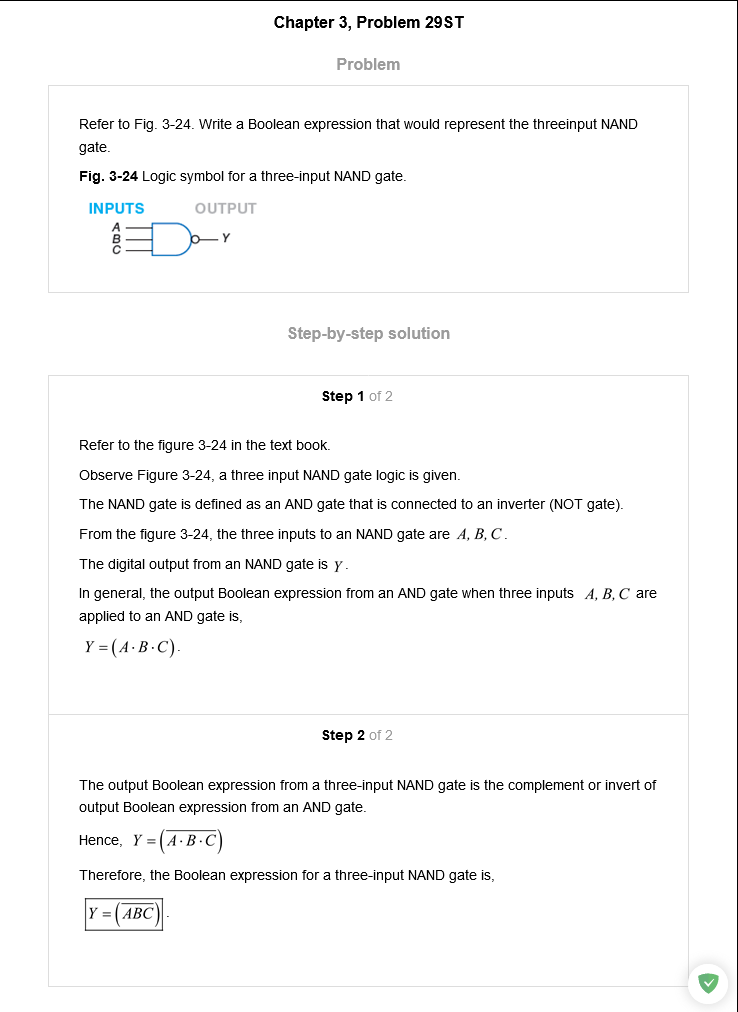 Chapter 3, Problem 29ST
Problem
Refer to Fig. 3-24. Write a Boolean expression that would represent the threeinput NAND
gate.
Fig. 3-24 Logic symbol for a three-input NAND gate.
INPUTS OUTPUT
A
B
C
Y
Step-by-step solution
Step 1 of 2
Refer to the figure 3-24 in the text book.
Observe Figure 3-24, a three input NAND gate logic is given.
The NAND gate is defined as an AND gate that is connected to an inverter (NOT gate).
From the figure 3-24, the three inputs to an NAND gate are A, B, C.
The digital output from an NAND gate is Y.
In general, the output Boolean expression from an AND gate when three inputs A, B, C are
applied to an AND gate is,
Y = (A · B · C).
Step 2 of 2
The output Boolean expression from a three-input NAND gate is the complement or invert of
output Boolean expression from an AND gate.
Hence, Y = (A̅ ·̅ B̅ ·̅ C̅)
Therefore, the Boolean expression for a three-input NAND gate is,
Y = (A̅B̅C̅).